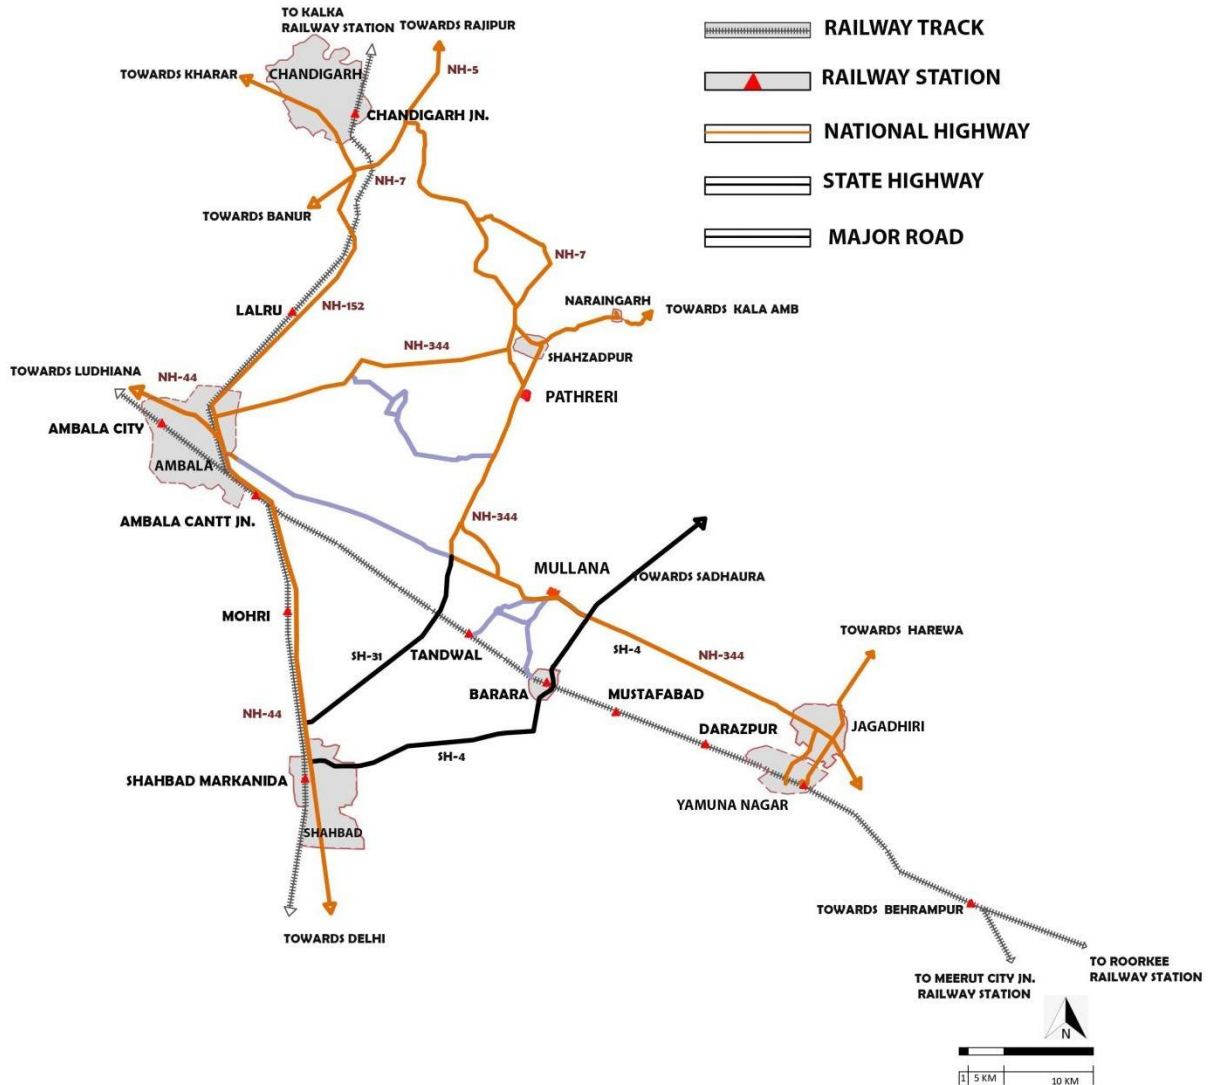 TO KALKA
RAILWAY STATION
TOWARDS RAJIPUR
RAILWAY TRACK
TOWARDS KHARAR
CHANDIGARH
NH-5
RAILWAY STATION
CHANDIGARH JN.
NATIONAL HIGHWAY
NH-7
STATE HIGHWAY
TOWARDS BANUR
MAJOR ROAD
NH-7
LALRU
NH-152
NARAINGARH
TOWARDS KALA AMB
NH-344
SHAHZADPUR
TOWARDS LUDHIANA
NH-44
PATHRERI
AMBALA CITY
AMBALA
AMBALA CANTT JN.
NH-344
MULLANA
TOWARDS SADHAURA
MOHRI
TOWARDS HAREWA
SH-31
TANDWAL
SH-4
NH-344
BARARA
MUSTAFABAD
NH-44
DARAZPUR
JAGADHIRI
SH-4
SHAHBAD MARKANIDA
YAMUNA NAGAR
SHAHBAD
TOWARDS BEHRAMPUR
TOWARDS DELHI
TO ROORKEE
RAILWAY STATION
TO MEERUT CITY JN.
RAILWAY STATION
N
1 5 KM 10 KM